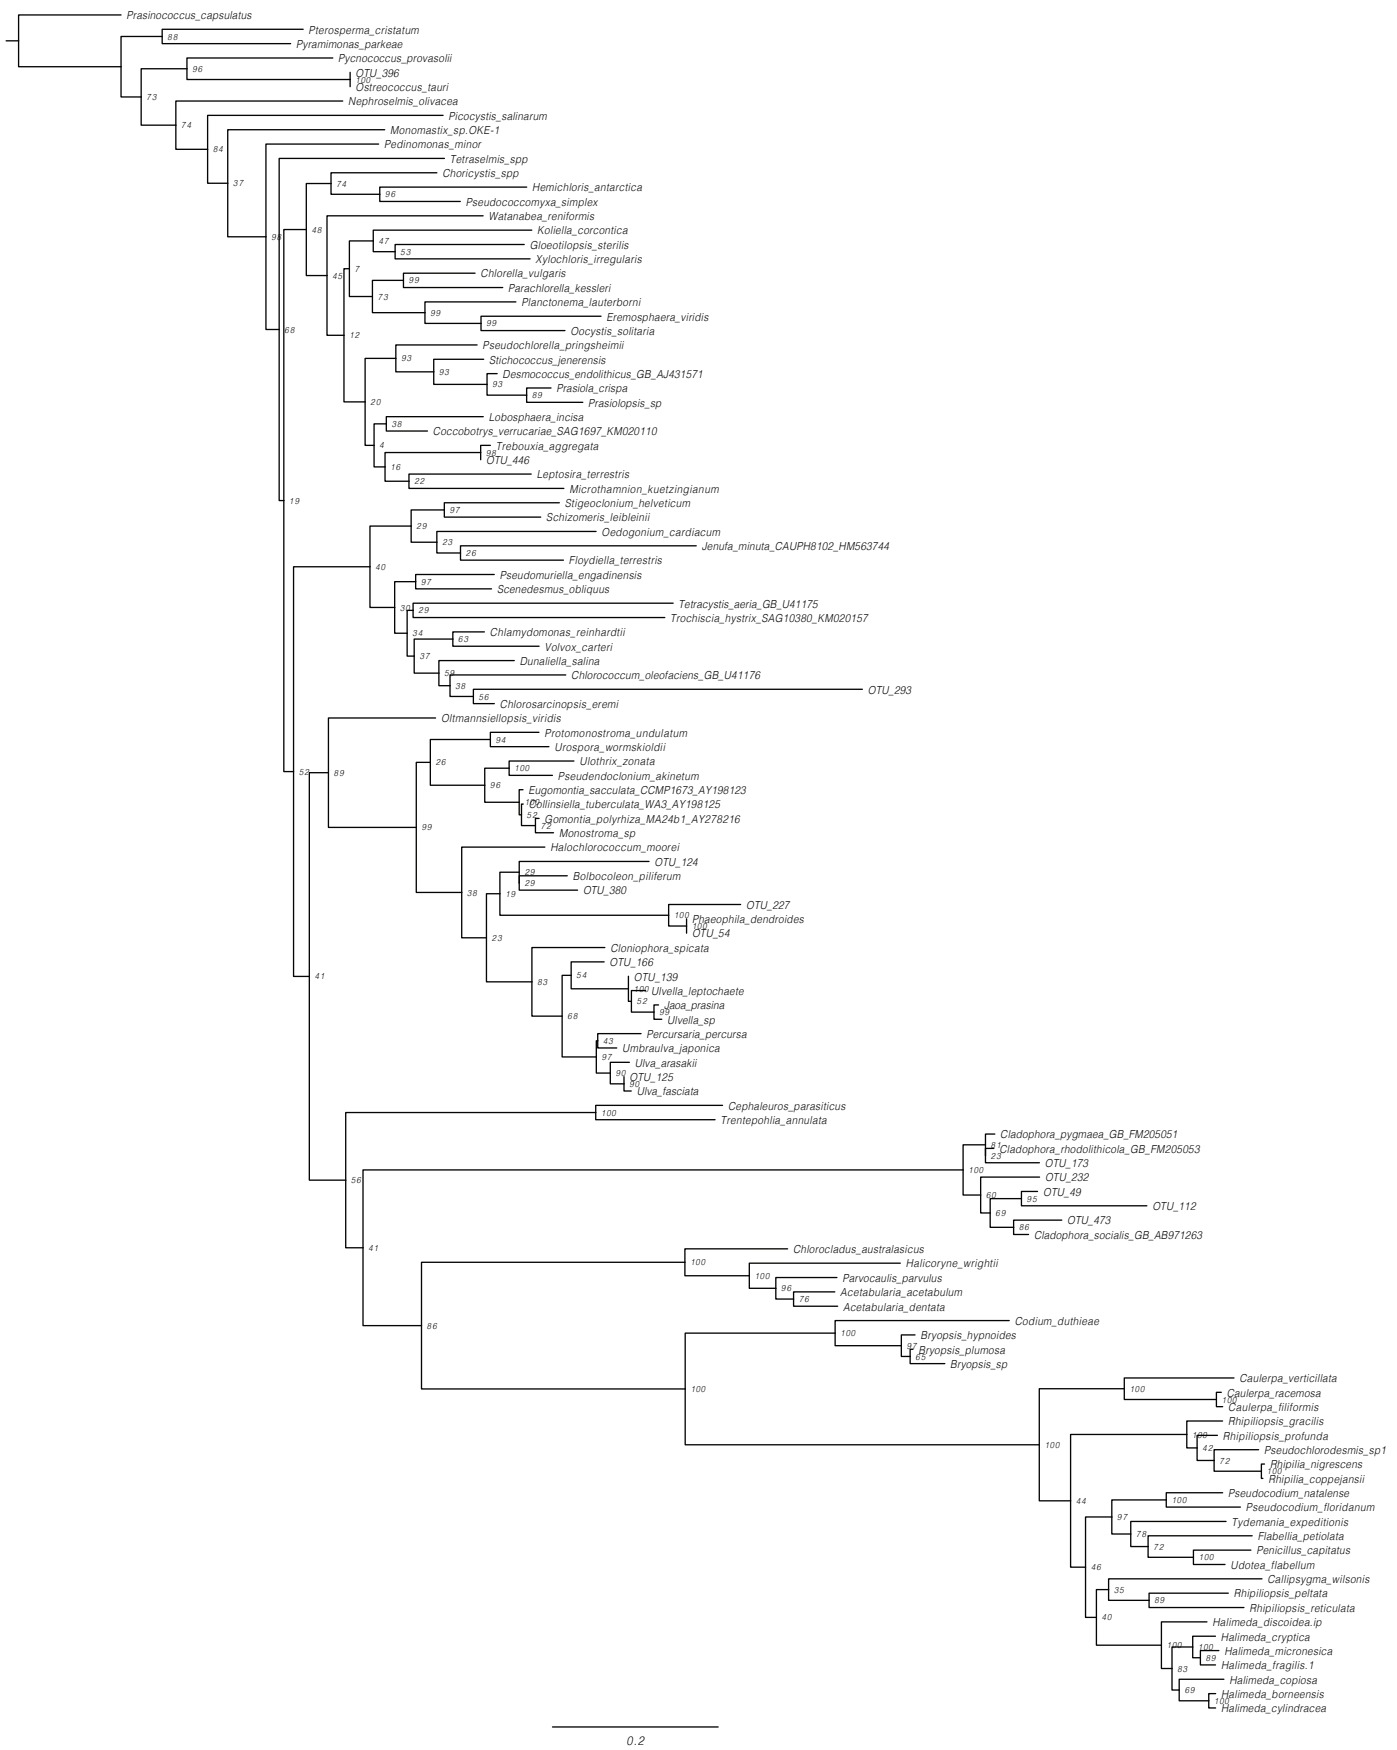 Prasinococcus_capsulatus
Pterosperma_cristatum
88
Pyramimonas_parkeae
Pycnococcus_provasolii
96
OTU_396
100
Ostreococcus_tauri
73
Nephroselmis_olivacea
74
Picocystis_salinarum
Monomastix_sp.OKE-1
Pedinomonas_minor
84
Tetraselmis_spp
Choricystis_spp
74
37
Hemichloris_antarctica
96
Pseudococcomyxa_simplex
Watanabea_reniformis
48
98
Koliella_corcontica
47
Gloeotilopsis_sterilis
53
Xylochloris_irregularis
7
45
Chlorella_vulgaris
99
Parachlorella_kessleri
73
Planctonema_lauterborni
99
Eremosphaera_viridis
99
Oocystis_solitaria
68
12
Pseudochlorella_pringsheimii
93
Stichococcus_jenerensis
93
Desmococcus_endolithicus_GB_AJ431571
93
Prasiola_crispa
89
Prasiolopsis_sp
20
Lobosphaera_incisa
38
Coccobotrys_verrucariae_SAG1697_KM020110
4
Trebouxia_aggregata
98
OTU_446
16
Leptosira_terrestris
22
Microthamnion_kuetzingianum
19
Stigeoclonium_helveticum
97
Schizomeris_leibleinii
29
Oedogonium_cardiacum
23
Jenufa_minuta_CAUPH8102_HM563744
26
Floydiella_terrestris
40
Pseudomuriella_engadinensis
97
Scenedesmus_obliquus
30
Tetracystis_aeria_GB_U41175
29
Trochiscia_hystrix_SAG10380_KM020157
34
Chlamydomonas_reinhardtii
63
Volvox_carteri
37
Dunaliella_salina
59
Chlorococcum_oleofaciens_GB_U41176
38
OTU_293
56
Chlorosarcinopsis_eremi
Oltmannsiellopsis_viridis
52
89
Protomonostroma_undulatum
94
Urospora_wormskioldii
26
Ulothrix_zonata
100
Pseudendoclonium_akinetum
96
Eugomontia_sacculata_CCMP1673_AY198123
100
Collinsiella_tuberculata_WA3_AY198125
52
Gomontia_polyrhiza_MA24b1_AY278216
72
Monostroma_sp
99
Halochlorococcum_moorei
38
OTU_124
29
Bolbocoleon_piliferum
29
OTU_380
19
OTU_227
100
Phaeophila_dendroides
100
OTU_54
23
Cloniophora_spicata
83
OTU_166
54
OTU_139
100
Ulvella_leptochaete
52
Jaoa_prasina
99
Ulvella_sp
68
41
Percursaria_percursa
43
Umbraulva_japonica
97
Ulva_arasakii
90
OTU_125
90
Ulva_fasciata
Cephaleuros_parasiticus
100
Trentepohlia_annulata
56
Cladophora_pygmaea_GB_FM205051
81
Cladophora_rhodolithicola_GB_FM205053
23
OTU_173
100
OTU_232
60
OTU_49
95
OTU_112
69
OTU_473
86
Cladophora_socialis_GB_AB971263
41
Chlorocladus_australasicus
100
Halicoryne_wrightii
100
Parvocaulis_parvulus
96
Acetabularia_acetabulum
76
Acetabularia_dentata
86
Codium_duthieae
100
Bryopsis_hypnoides
97
Bryopsis_plumosa
65
Bryopsis_sp
100
Caulerpa_verticillata
100
Caulerpa_racemosa
100
Caulerpa_filiformis
100
Rhipiliopsis_gracilis
100
Rhipiliopsis_profunda
42
Pseudochlorodesmis_sp1
72
Rhipilia_nigrescens
100
Rhipilia_coppejansii
44
Pseudocodium_natalense
100
Pseudocodium_floridanum
97
Tydemania_expeditionis
78
Flabellia_petiolata
72
Penicillus_capitatus
100
Udotea_flabellum
46
Callipsygma_wilsonis
35
Rhipiliopsis_peltata
89
Rhipiliopsis_reticulata
40
Halimeda_discoidea.ip
100
Halimeda_cryptica
100
Halimeda_micronesica
89
Halimeda_fragilis.1
83
Halimeda_copiosa
69
Halimeda_borneensis
100
Halimeda_cylindracea
0.2